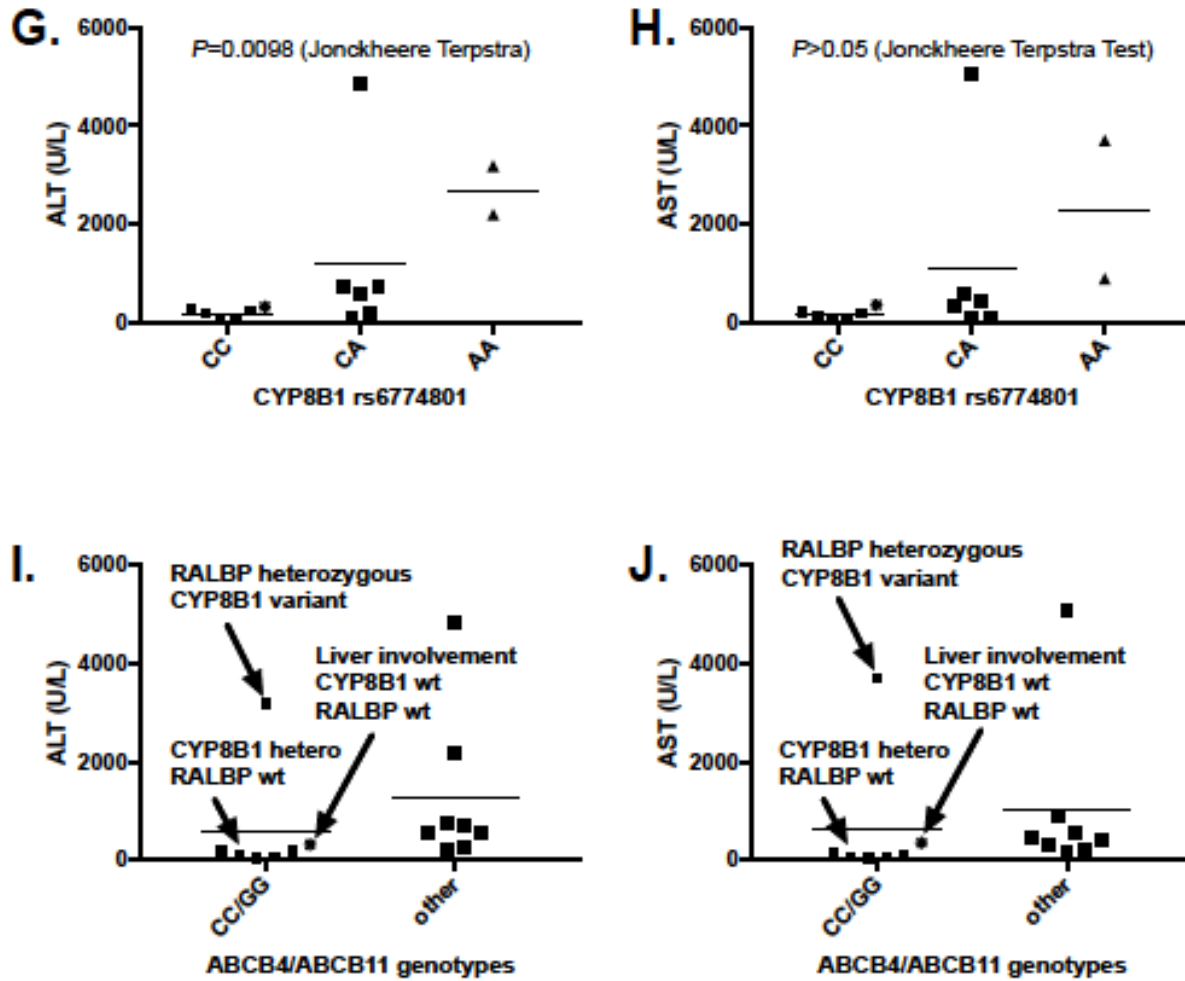 G.
P=0.0098 (Jonckheere Terpstra)
6000
4000
2000
0
ALT (U/L)
CC
CA
AA
CYP8B1 rs6774801
H.
P>0.05 (Jonckheere Terpstra Test)
6000
4000
2000
0
AST (U/L)
CC
CA
AA
CYP8B1 rs6774801
I.
6000
4000
2000
0
ALT (U/L)
RALBP heterozygous
CYP8B1 variant
Liver involvement
CYP8B1 wt
RALBP wt
CYP8B1 hetero
RALBP wt
CC/GG
other
ABCB4/ABCB11 genotypes
J.
6000
4000
2000
0
AST (U/L)
RALBP heterozygous
CYP8B1 variant
Liver involvement
CYP8B1 wt
RALBP wt
CYP8B1 hetero
RALBP wt
CC/GG
other
ABCB4/ABCB11 genotypes